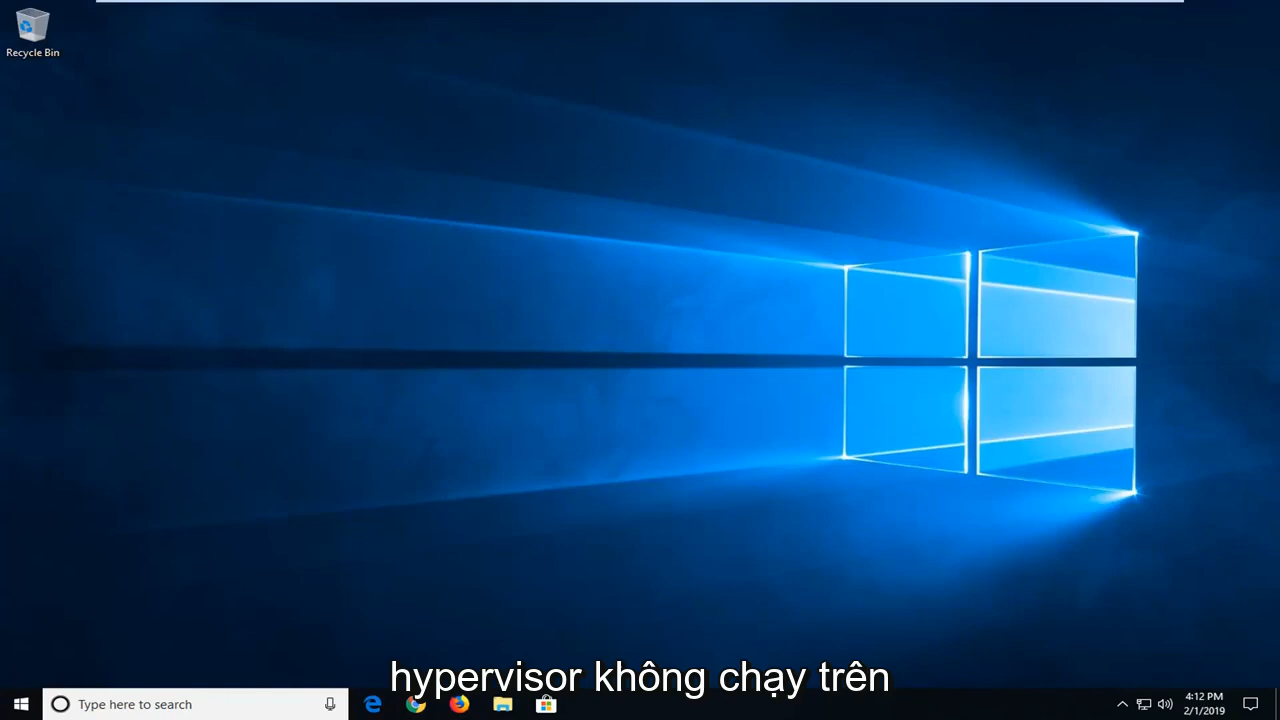 Recycle Bin
hypervisor không chạy trên
Type here to search
4:12 PM
2/1/2019